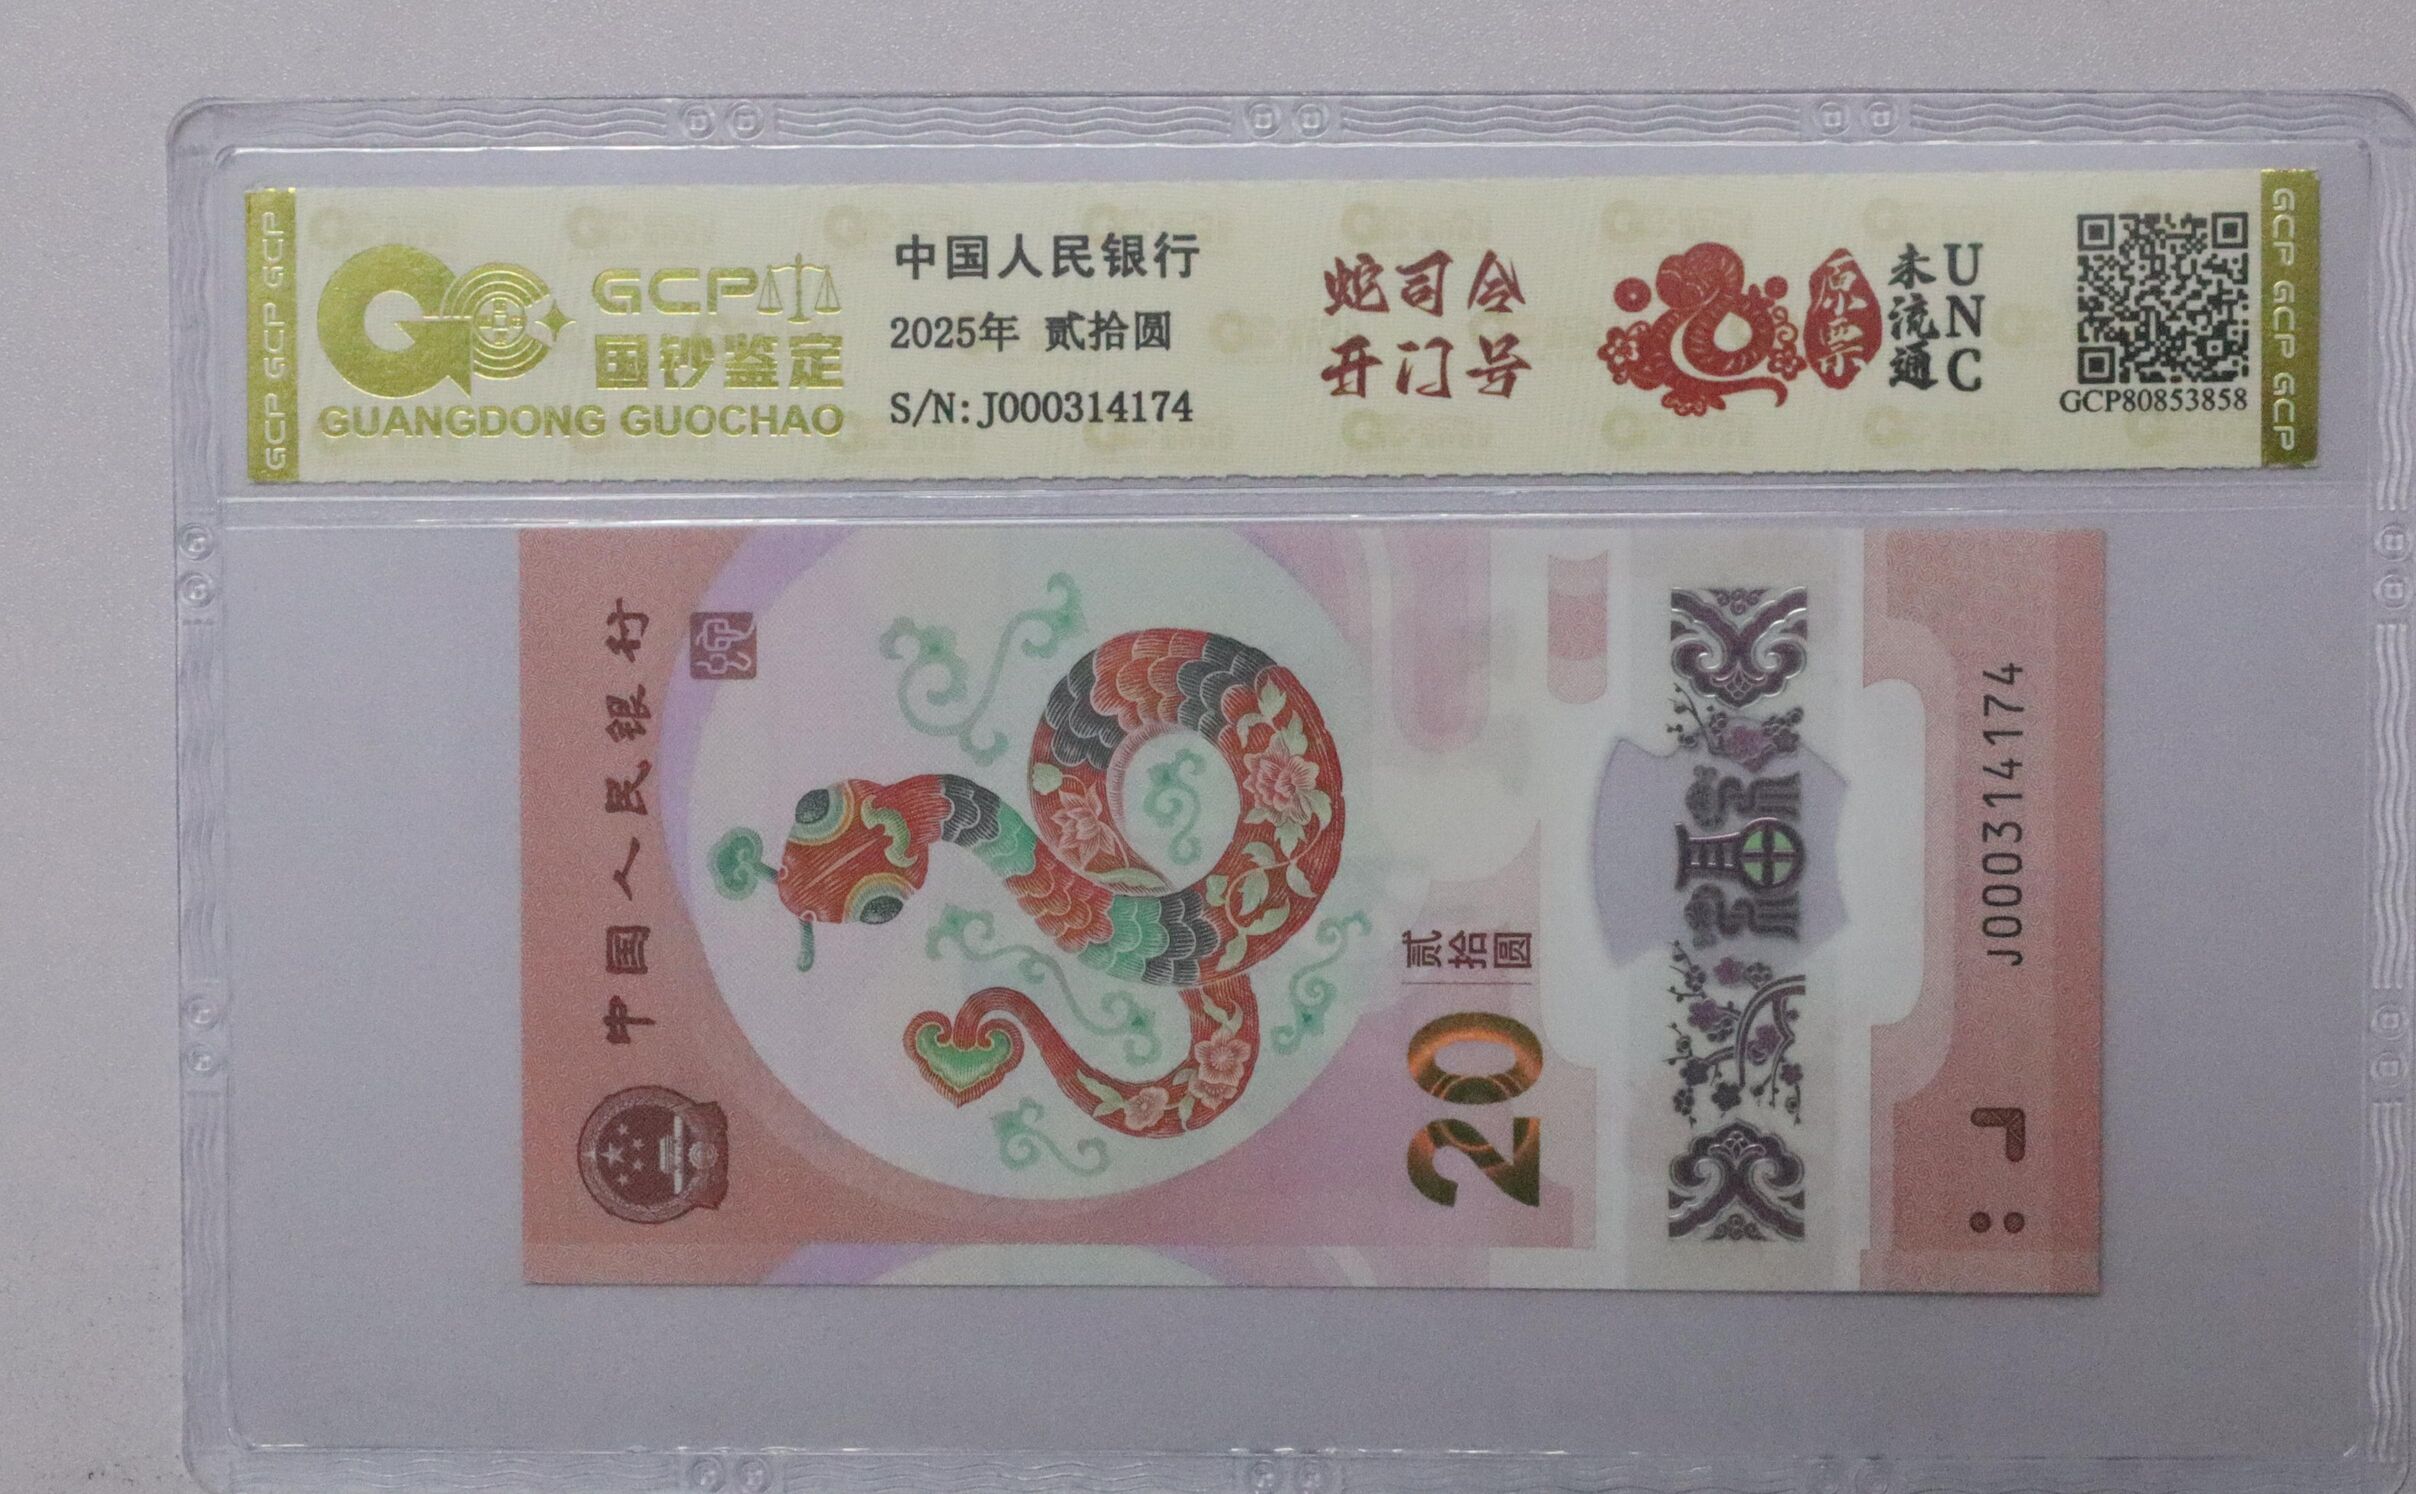 GCP GCP GCP
GCP
国钞鉴定
GUANGDONG GUOCHAO
中国人民银行
2025年 贰拾圆
S/N: J000314174
蛇司令
开门号
原票
未流通
UNC
GCP80853858
GCP GCP GCP
中国人民银行
贰拾圆
20
福
J000314174